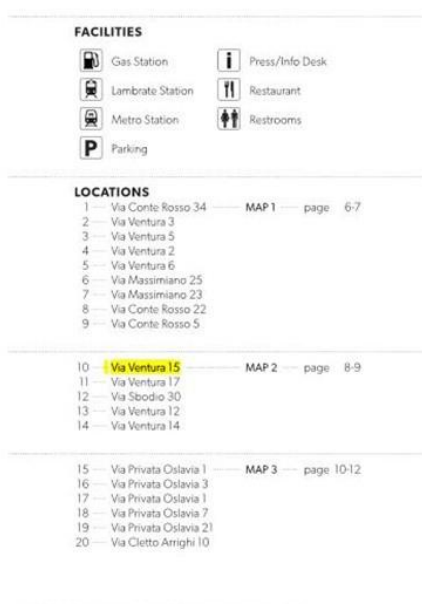 FACILITIES
Gas Station
i Press/Info Desk
Lambrate Station
Restaurant
Metro Station
Restrooms
P Parking
LOCATIONS
1 Via Conte Rosso 34 MAP 1 page 6-7
2 Via Ventura 3
3 Via Ventura 5
4 Via Ventura 2
5 Via Ventura 6
6 Via Massimiano 25
7 Via Massimiano 23
8 Via Conte Rosso 22
9 Via Conte Rosso 5
10 Via Ventura 15 MAP 2 page 8-9
11 Via Ventura 17
12 Via Sbodio 30
13 Via Ventura 12
14 Via Ventura 14
15 Via Privata Oslavia 1 MAP 3 page 10-12
16 Via Privata Oslavia 3
17 Via Privata Oslavia 1
18 Via Privata Oslavia 7
19 Via Privata Oslavia 21
20 Via Cletto Arrighi 10